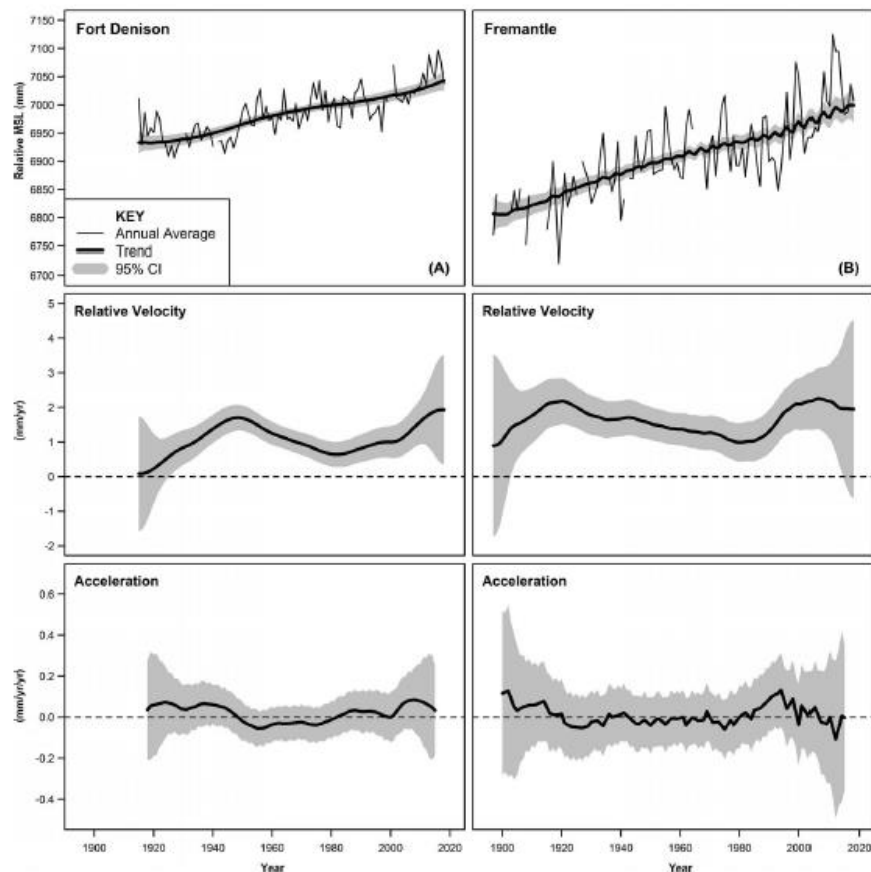 Fort Denison
Fremantle
7150
7100
7050
7000
6950
6900
6850
6800
6750
6700
Relative MSL (mm)
KEY
Annual Average
Trend
95% CI
(A)
(B)
Relative Velocity
Relative Velocity
5
4
3
2
1
0
-1
-2
(mm/yr)
Acceleration
Acceleration
0.6
0.4
0.2
0.0
-0.2
-0.4
(mm/yr/yr)
1900 1920 1940 1960 1980 2000 2020
1900 1920 1940 1960 1980 2000 2020
Year
Year